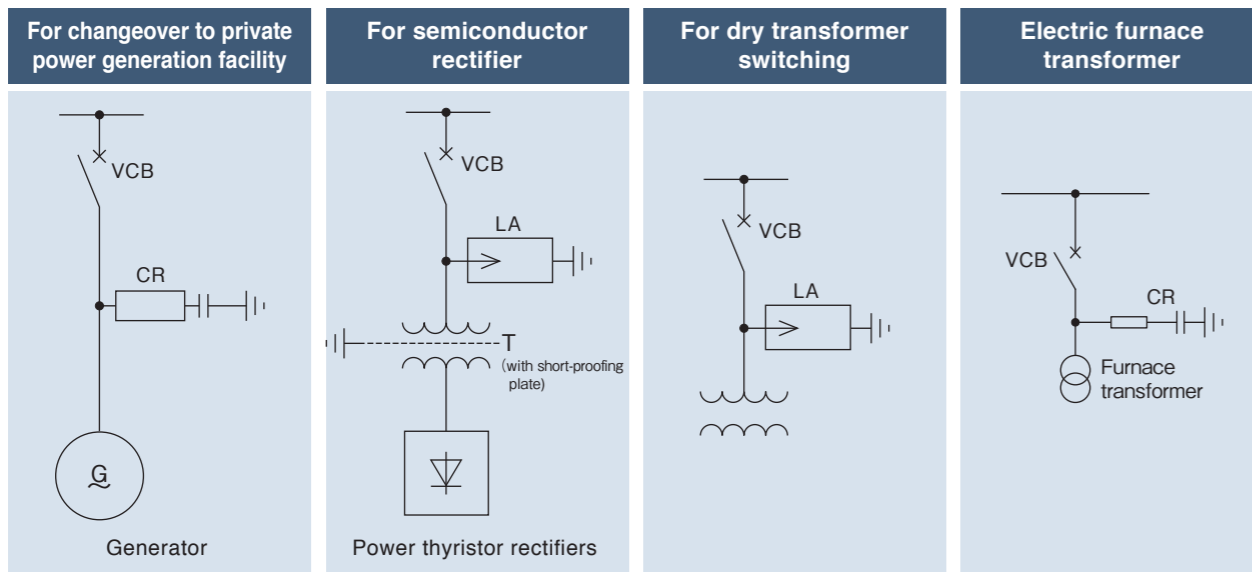 For changeover to private
power generation facility
VCB
CR
G
Generator
For semiconductor
rectifier
VCB
LA
T
(with short-proofing
plate)
Power thyristor rectifiers
For dry transformer
switching
VCB
LA
Electric furnace
transformer
VCB
CR
Furnace
transformer